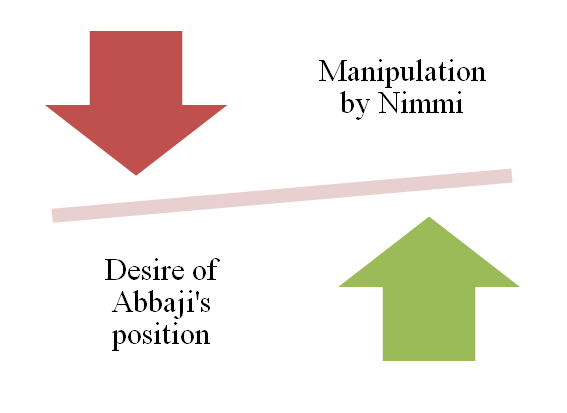 Manipulation
by Nimmi
Desire of
Abbaji's
position